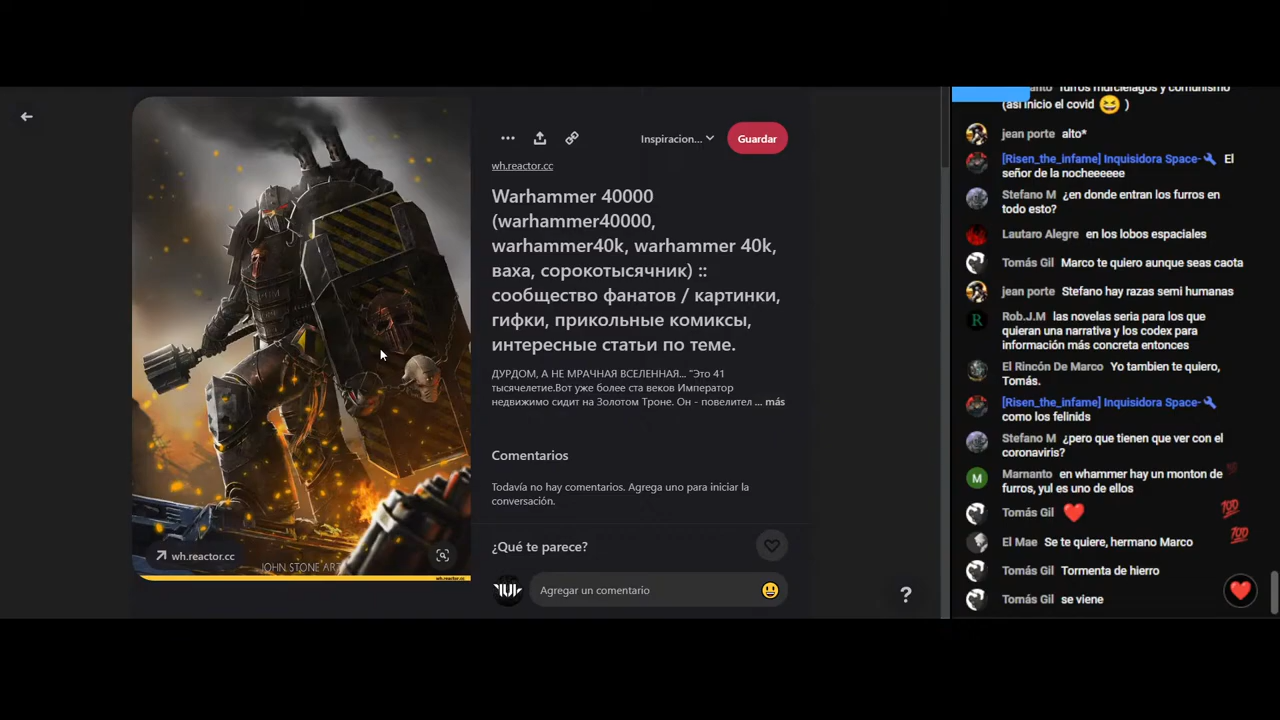 Inspiracion...
Guardar
wh.reactor.cc
Warhammer 40000
(warhammer40000,
warhammer40k, warhammer 40k,
ваха, сорокотысячник) ::
сообщество фанатов / картинки,
гифки, прикольные комиксы,
интересные статьи по теме.
ДУРДОМ, А НЕ МРАЧНАЯ ВСЕЛЕННАЯ... "Это 41
тысячелетие.Вот уже более ста веков Император
недвижимо сидит на Золотом Троне. Он - повелител ... más
Comentarios
Todavía no hay comentarios. Agrega uno para iniciar la
conversación.
¿Qué te parece?
Agregar un comentario
?
wh.reactor.cc
JOHN STONE ART
wh.reactor.cc
furros murcielagos y comunismo
(asi inicio el covid )
jean porte alto*
[Risen_the_infame] Inquisidora Space- El
señor de la nocheeeeee
Stefano M ¿en donde entran los furros en
todo esto?
Lautaro Alegre en los lobos espaciales
Tomás Gil Marco te quiero aunque seas caota
jean porte Stefano hay razas semi humanas
R
Rob.J.M las novelas seria para los que
quieran una narrativa y los codex para
información más concreta entonces
El Rincón De Marco Yo tambien te quiero,
Tomás.
[Risen_the_infame] Inquisidora Space-
como los felinids
Stefano M ¿pero que tienen que ver con el
coronaviris?
M
Marnanto en whammer hay un monton de
furros, yul es uno de ellos
Tomás Gil
100
El Mae Se te quiere, hermano Marco
100
Tomás Gil Tormenta de hierro
Tomás Gil se viene